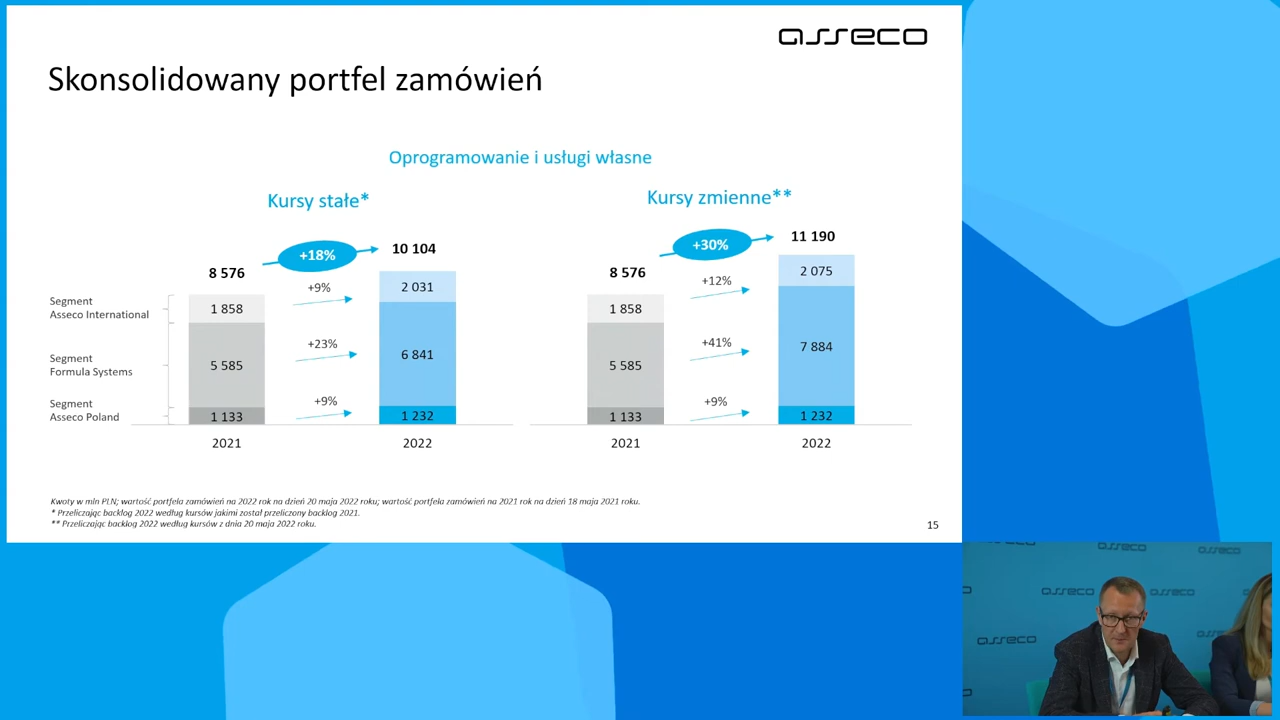 asseco
Skonsolidowany portfel zamówień
Oprogramowanie i usługi własne
Kursy stałe*
+18%
8 576
10 104
+9%
1 858
2 031
+23%
5 585
6 841
+9%
1 133
1 232
2021
2022
Segment
Asseco International
Segment
Formula Systems
Segment
Asseco Poland
Kursy zmienne**
+30%
8 576
11 190
+12%
1 858
2 075
+41%
5 585
7 884
+9%
1 133
1 232
2021
2022
Kwoty w mln PLN; wartość portfela zamówień na 2022 rok na dzień 20 maja 2022 roku; wartość portfela zamówień na 2021 rok na dzień 18 maja 2021 roku.
* Przeliczając backlog 2022 według kursów jakimi został przeliczony backlog 2021.
** Przeliczając backlog 2022 według kursów z dnia 20 maja 2022 roku.
15
asseco
asseco
asseco
asseco
asseco